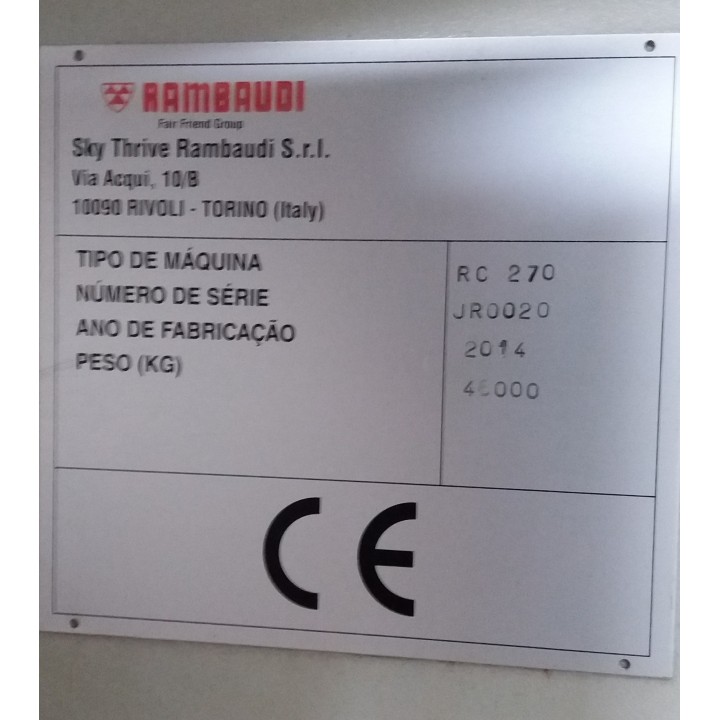 RAMBAUDI
Fair Friend Group
Sky Thrive Rambaudi S.r.l.
Via Acqui, 10/B
10090 RIVOLI - TORINO (Italy)
TIPO DE MÁQUINA RC 270
NÚMERO DE SÉRIE JR0020
ANO DE FABRICAÇÃO 2014
PESO (KG)
CE